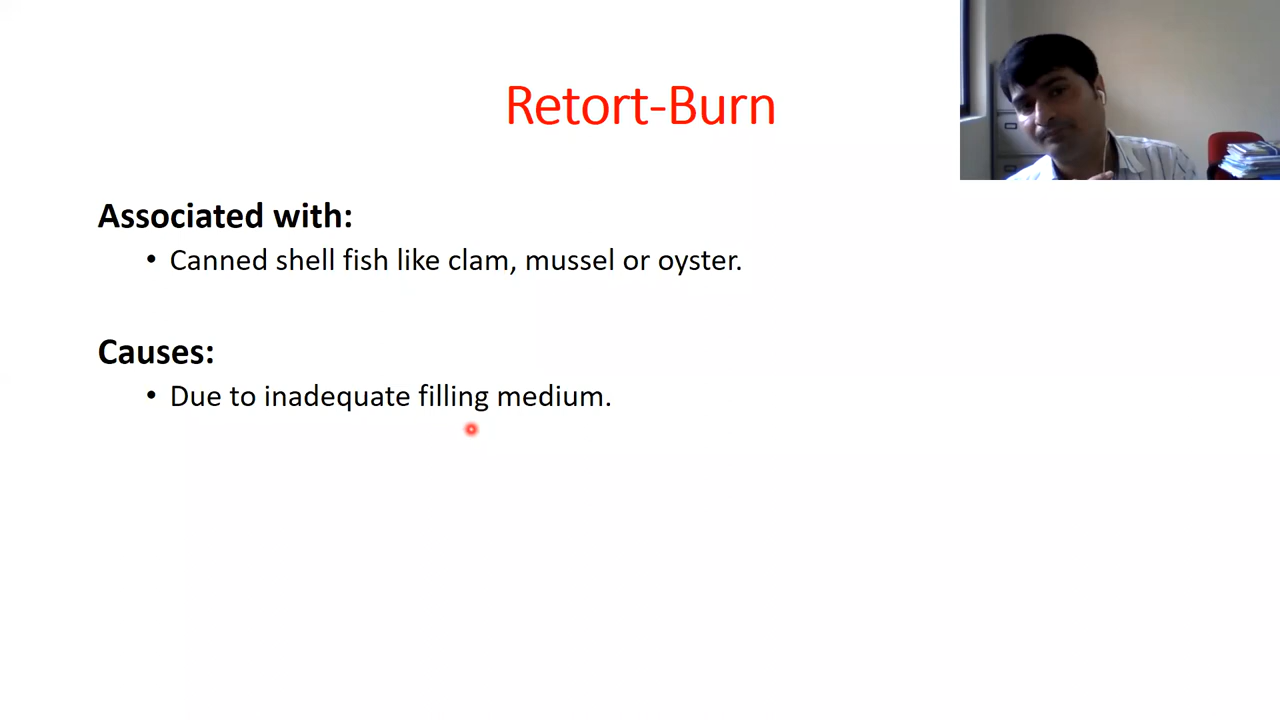 Retort-Burn
Associated with:
• Canned shell fish like clam, mussel or oyster.
Causes:
• Due to inadequate filling medium.